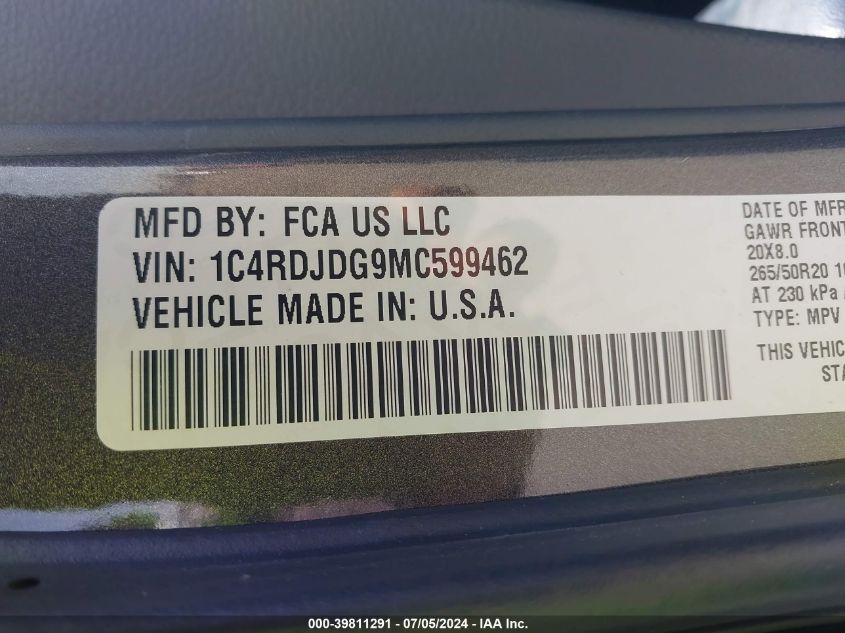 MFD BY: FCA US LLC
VIN: 1C4RDJDG9MC599462
VEHICLE MADE IN: U.S.A.
DATE OF MFR
GAWR FRONT
20X8.0
265/50R20 10
AT 230 kPa
TYPE: MPV
THIS VEHIC
STA
000-39811291 - 07/05/2024 - IAA Inc.